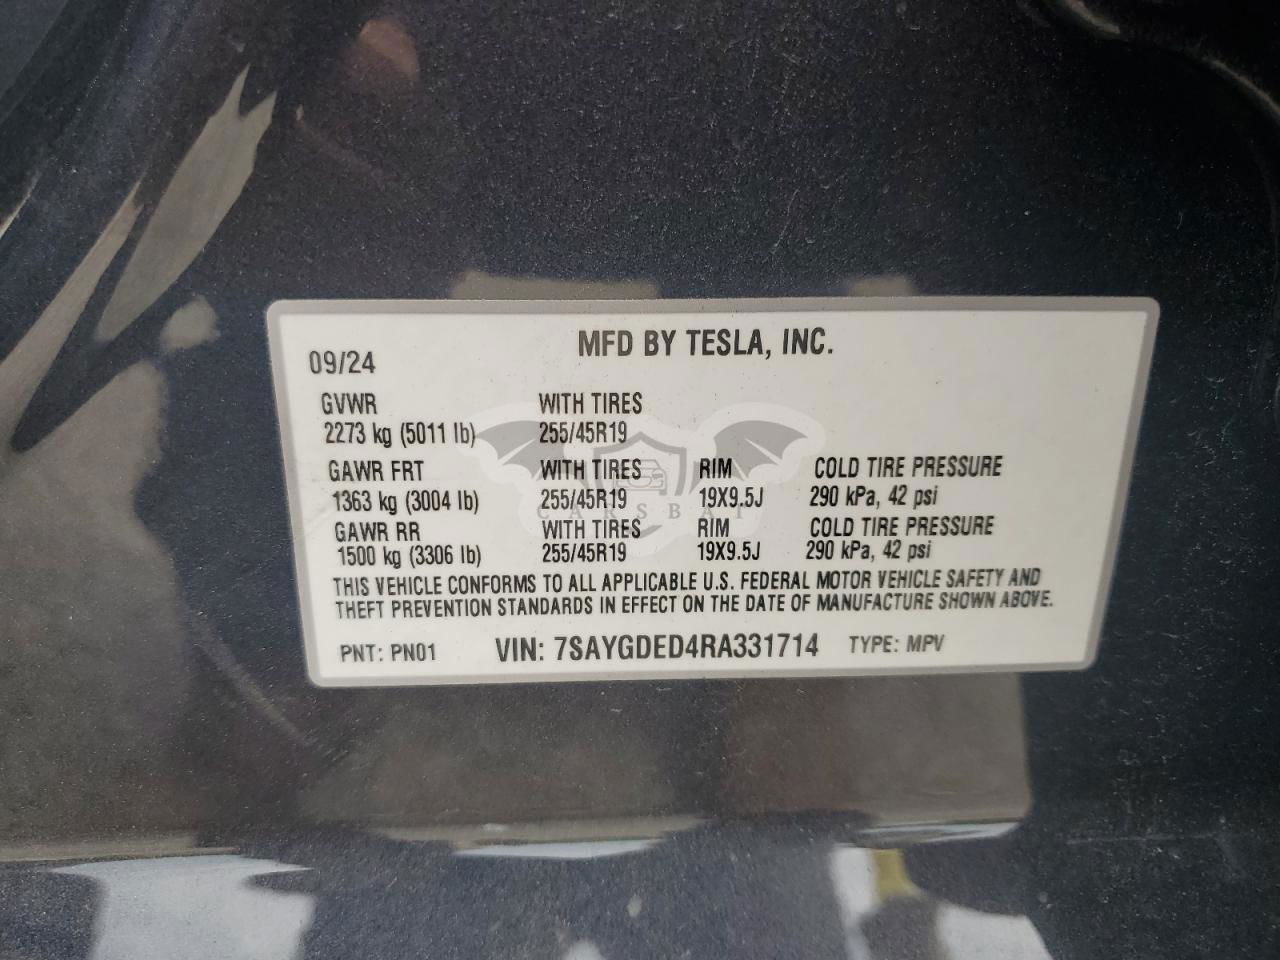 MFD BY TESLA, INC.
09/24
GVWR WITH TIRES
2273 kg (5011 lb) 255/45R19
GAWR FRT WITH TIRES RIM COLD TIRE PRESSURE
1363 kg (3004 lb) 255/45R19 19X9.5J 290 kPa, 42 psi
GAWR RR WITH TIRES RIM COLD TIRE PRESSURE
1500 kg (3306 lb) 255/45R19 19X9.5J 290 kPa, 42 psi
THIS VEHICLE CONFORMS TO ALL APPLICABLE U.S. FEDERAL MOTOR VEHICLE SAFETY AND
THEFT PREVENTION STANDARDS IN EFFECT ON THE DATE OF MANUFACTURE SHOWN ABOVE.
PNT: PN01 VIN: 7SAYGDED4RA331714 TYPE: MPV
CARSBAT